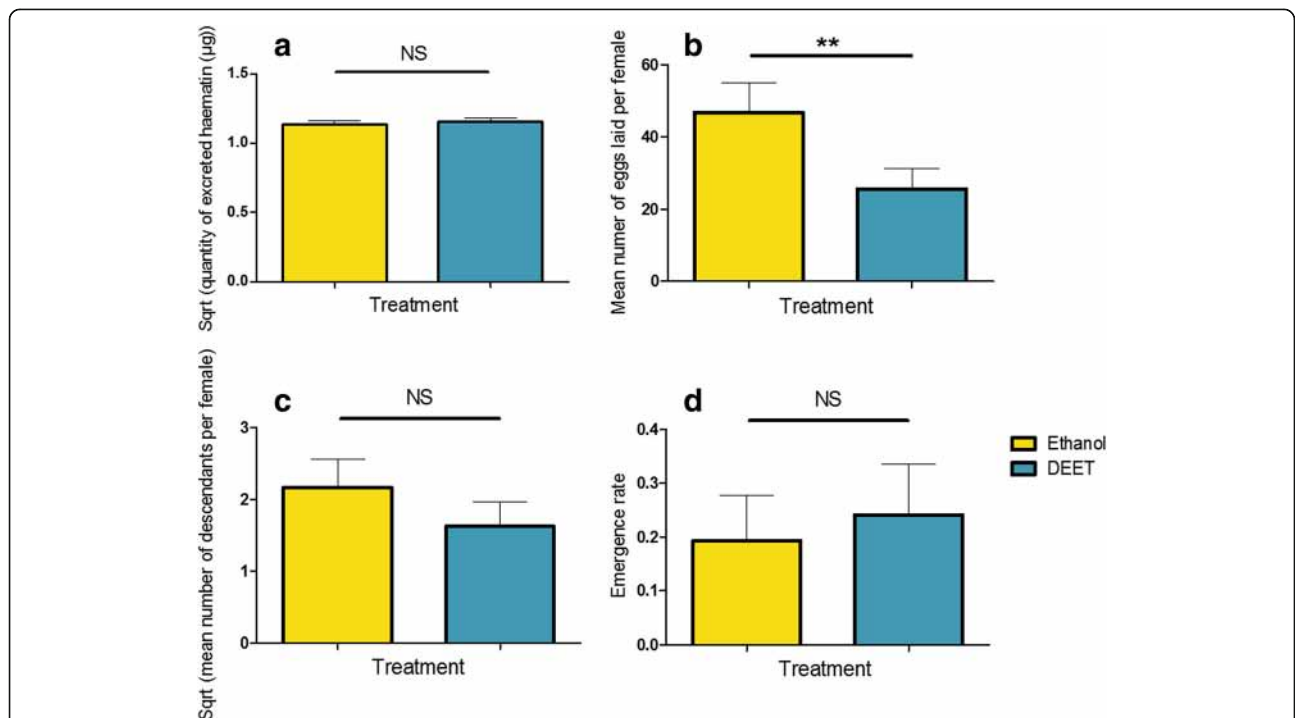 a
NS
Sqrt (quantity of excreted haematin (µg))
1.5
1.0
0.5
0.0
Treatment
b
**
Mean numer of eggs laid per female
60
40
20
0
Treatment
c
NS
Sqrt (mean number of descendants per female)
3
2
1
0
Treatment
d
NS
Emergence rate
0.4
0.3
0.2
0.1
0.0
Treatment
Ethanol
DEET